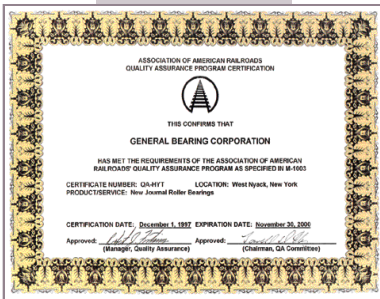 ASSOCIATION OF AMERICAN RAILROADS
QUALITY ASSURANCE PROGRAM CERTIFICATION
THIS CONFIRMS THAT
GENERAL BEARING CORPORATION
HAS MET THE REQUIREMENTS OF THE ASSOCIATION OF AMERICAN
RAILROADS' QUALITY ASSURANCE PROGRAM AS SPECIFIED IN M-1003
CERTIFICATE NUMBER: QA-HYT LOCATION: West Nyack, New York
PRODUCT/SERVICE: New Journal Roller Bearings
CERTIFICATION DATE: December 1, 1997 EXPIRATION DATE: November 30, 2000
Approved: Approved:
(Manager, Quality Assurance) (Chairman, QA Committee)